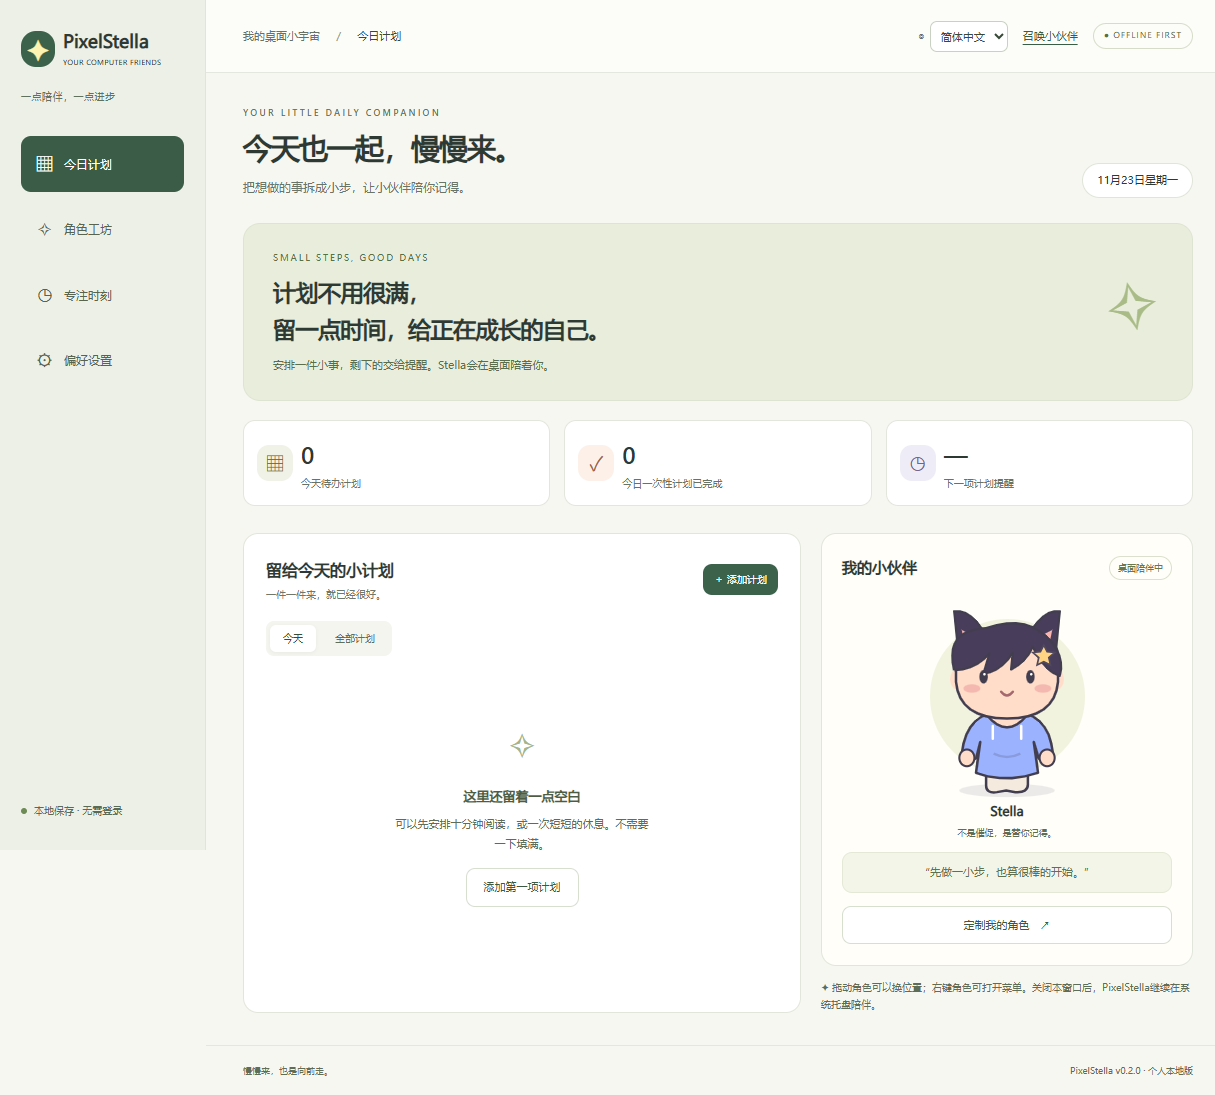 PixelStella
YOUR COMPUTER FRIENDS
一点陪伴，一点进步
今日计划
角色工坊
专注时刻
偏好设置
本地保存 · 无需登录
我的桌面小宇宙 / 今日计划
简体中文
召唤小伙伴
OFFLINE FIRST
YOUR LITTLE DAILY COMPANION
今天也一起，慢慢来。
把想做的事拆成小步，让小伙伴陪你记得。
11月23日星期一
SMALL STEPS, GOOD DAYS
计划不用很满，
留一点时间，给正在成长的自己。
安排一件小事，剩下的交给提醒。Stella会在桌面陪着你。
0
今天待办计划
0
今日一次性计划已完成
—
下一项计划提醒
留给今天的小计划
一件一件来，就已经很好。
+ 添加计划
今天
全部计划
这里还留着一点空白
可以先安排十分钟阅读，或一次短短的休息。不需要
一下填满。
添加第一项计划
我的小伙伴
桌面陪伴中
Stella
不是催促，是替你记得。
“先做一小步，也算很棒的开始。”
定制我的角色 ↗
✦ 拖动角色可以换位置；右键角色可打开菜单。关闭本窗口后，PixelStella继续在系
统托盘陪伴。
慢慢来，也是向前走。
PixelStella v0.2.0 · 个人本地版